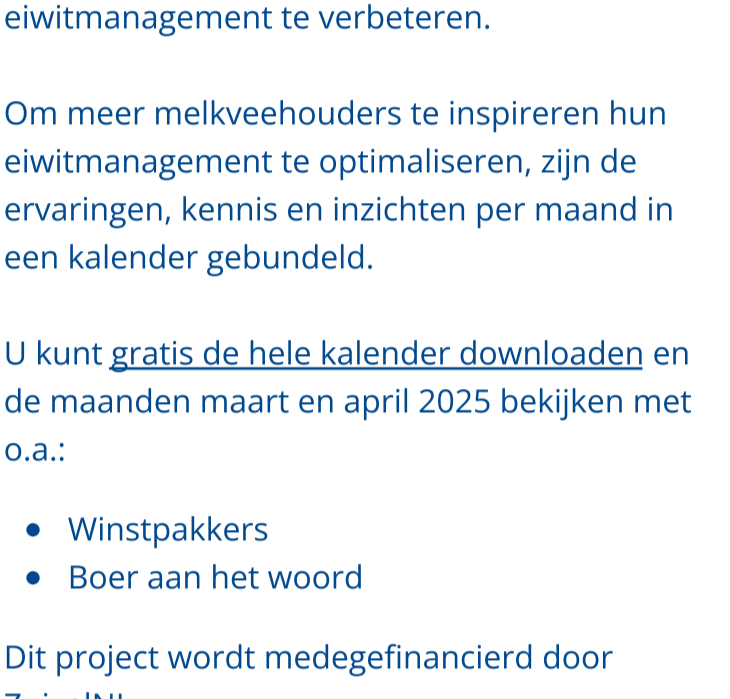 eiwitmanagement te verbeteren.
Om meer melkveehouders te inspireren hun
eiwitmanagement te optimaliseren, zijn de
ervaringen, kennis en inzichten per maand in
een kalender gebundeld.
U kunt gratis de hele kalender downloaden en
de maanden maart en april 2025 bekijken met
o.a.:
• Winstpakkers
• Boer aan het woord
Dit project wordt medegefinancierd door